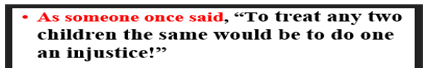 • As someone once said, “To treat any two
children the same would be to do one
an injustice!”